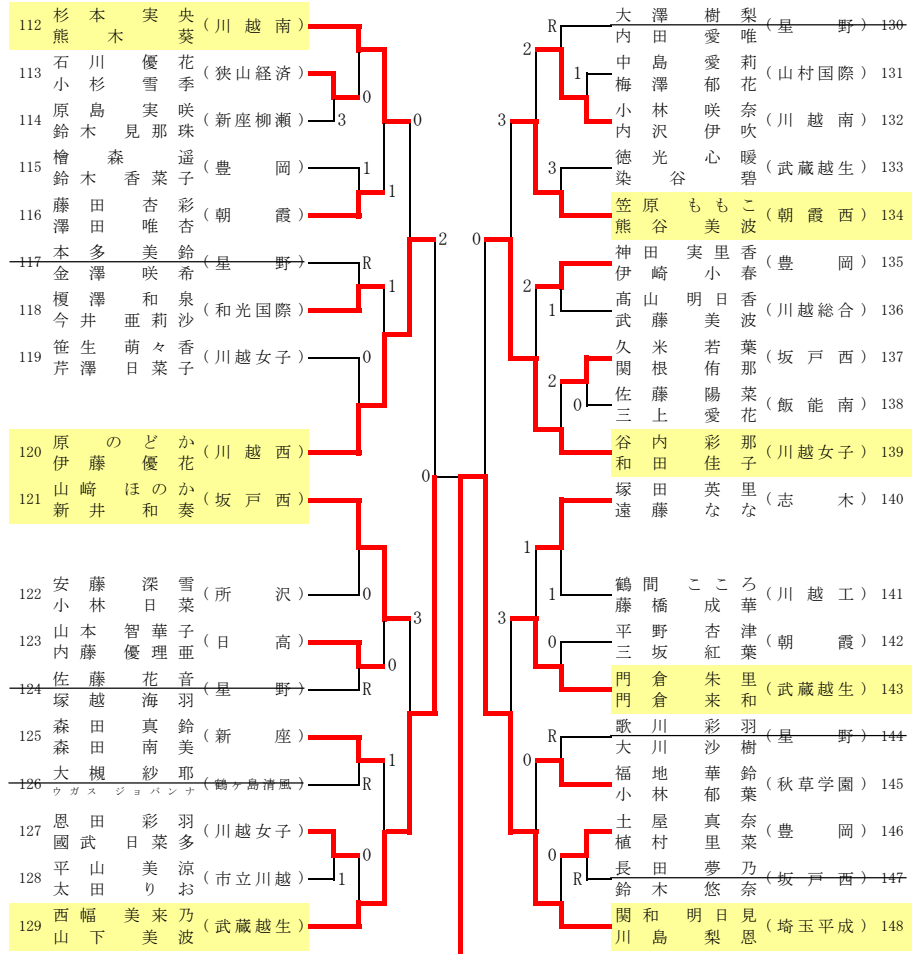 112 杉本実央 熊木葵 (川越南)
113 石川優花 小杉雪季 (狭山経済)
0
114 原島実咲 鈴木見那珠 (新座柳瀬) 3
0
115 檜森遥 鈴木香菜子 (豊岡) 1
1
116 藤田杏彩 澤田唯杏 (朝霞)
2
117 本多美鈴 金澤咲希 (星野) R
1
118 榎澤和泉 今井亜莉沙 (和光国際)
119 笹生萌々香 芹澤日菜子 (川越女子) 0
120 原のどか 伊藤優花 (川越西)
0
121 山﨑ほのか 新井和奏 (坂戸西)
122 安藤深雪 小林日菜 (所沢) 0
3
123 山本智華子 内藤優理亜 (日高)
0
124 佐藤花音 塚越海羽 (星野) R
125 森田真鈴 森田南美 (新座)
1
126 大槻紗耶 ウガス ジョバンナ (鶴ヶ島清風) R
127 恩田彩羽 國武日菜多 (川越女子)
0
128 平山美涼 太田りお (市立川越) 1
129 西幅美来乃 山下美波 (武蔵越生)
R 大澤樹梨 内田愛唯 (星野) 130
2
1 中島愛莉 梅澤郁花 (山村国際) 131
小林咲奈 内沢伊吹 (川越南) 132
3
3 徳光心暖 染谷碧 (武蔵越生) 133
笠原ももこ 熊谷美波 (朝霞西) 134
0
神田実里香 伊崎小春 (豊岡) 135
2
1 髙山明日香 武藤美波 (川越総合) 136
久米若葉 関根侑那 (坂戸西) 137
2
0 佐藤陽菜 三上愛花 (飯能南) 138
谷内彩那 和田佳子 (川越女子) 139
塚田英里 遠藤なな (志木) 140
1
1 鶴間こころ 藤橋成華 (川越工) 141
3
0 平野杏津 三坂紅葉 (朝霞) 142
門倉朱里 門倉来和 (武蔵越生) 143
R 歌川彩羽 大川沙樹 (星野) 144
0
福地華鈴 小林郁葉 (秋草学園) 145
土屋真奈 植村里菜 (豊岡) 146
0
R 長田夢乃 鈴木悠奈 (坂戸西) 147
関和明日見 川島梨恩 (埼玉平成) 148